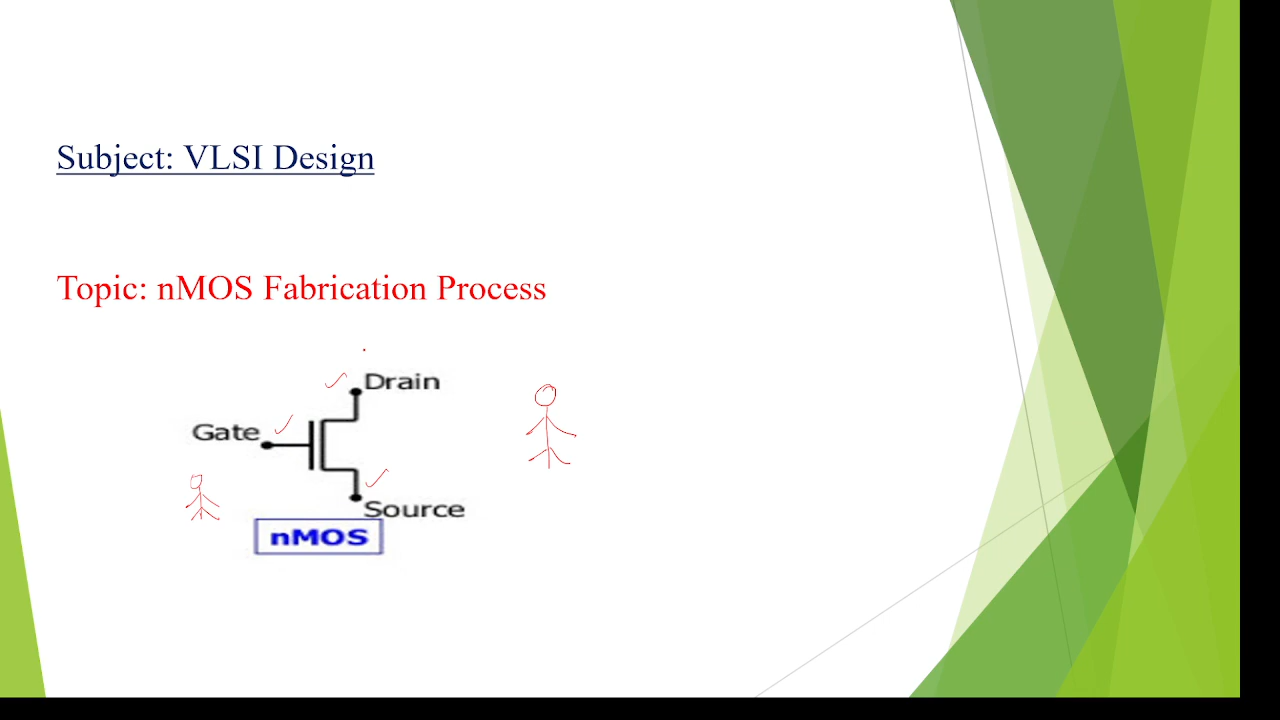 Subject: VLSI Design
Topic: nMOS Fabrication Process
Drain
Gate
Source
nMOS